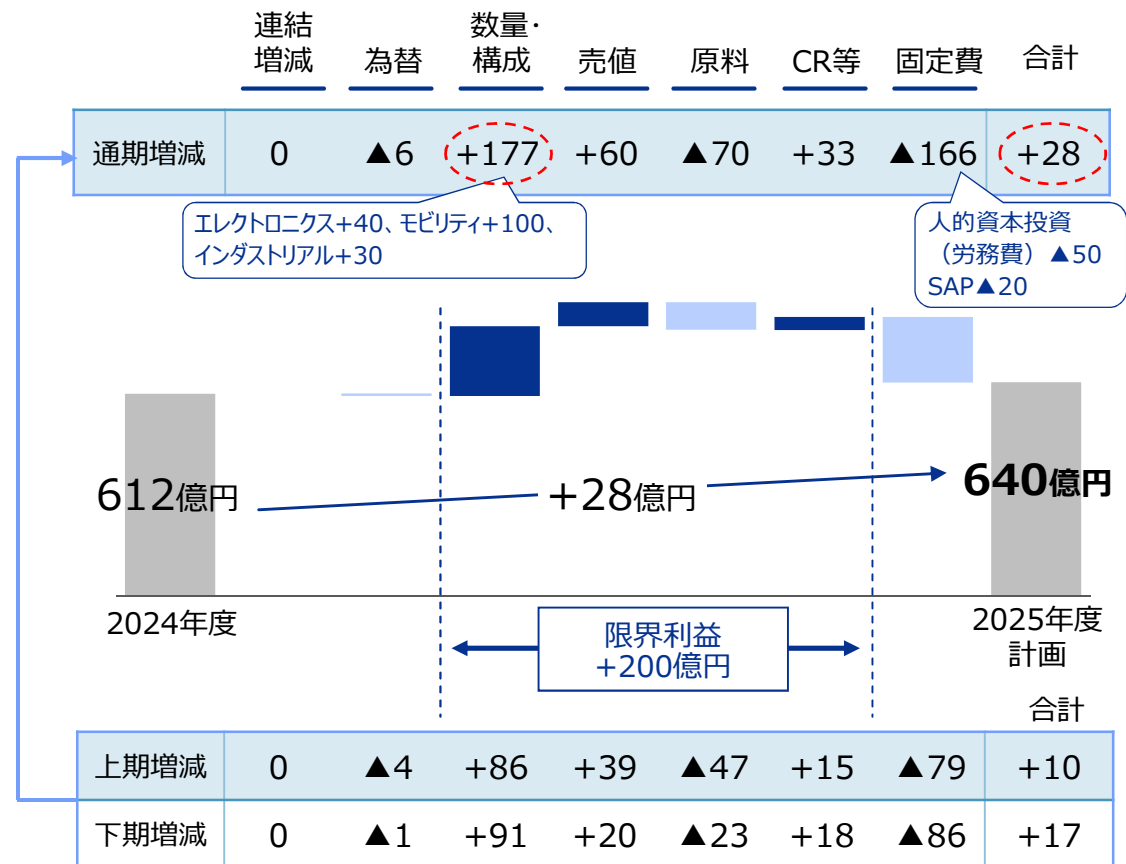 連結
増減
為替
数量・
構成
売値
原料
CR等
固定費
合計
通期増減 0 ▲6 +177 +60 ▲70 +33 ▲166 +28
エレクトロニクス+40、モビリティ+100、
インダストリアル+30
人的資本投資
（労務費）▲50
SAP▲20
612億円
+28億円
640億円
2024年度
限界利益
+200億円
2025年度
計画
合計
上期増減 0 ▲4 +86 +39 ▲47 +15 ▲79 +10
下期増減 0 ▲1 +91 +20 ▲23 +18 ▲86 +17